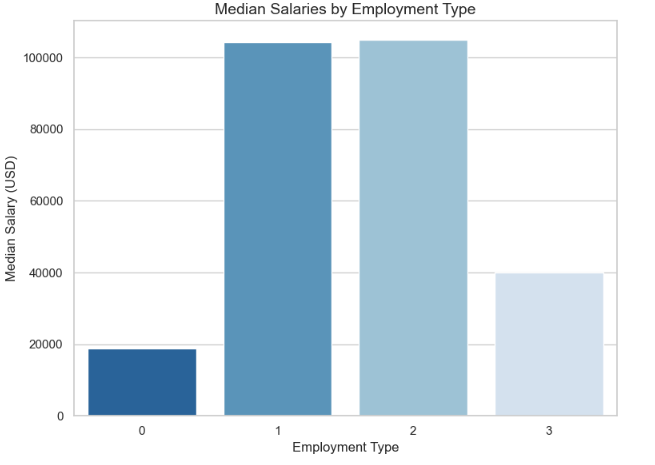 Median Salaries by Employment Type
100000
80000
60000
40000
20000
0
Median Salary (USD)
0 1 2 3
Employment Type